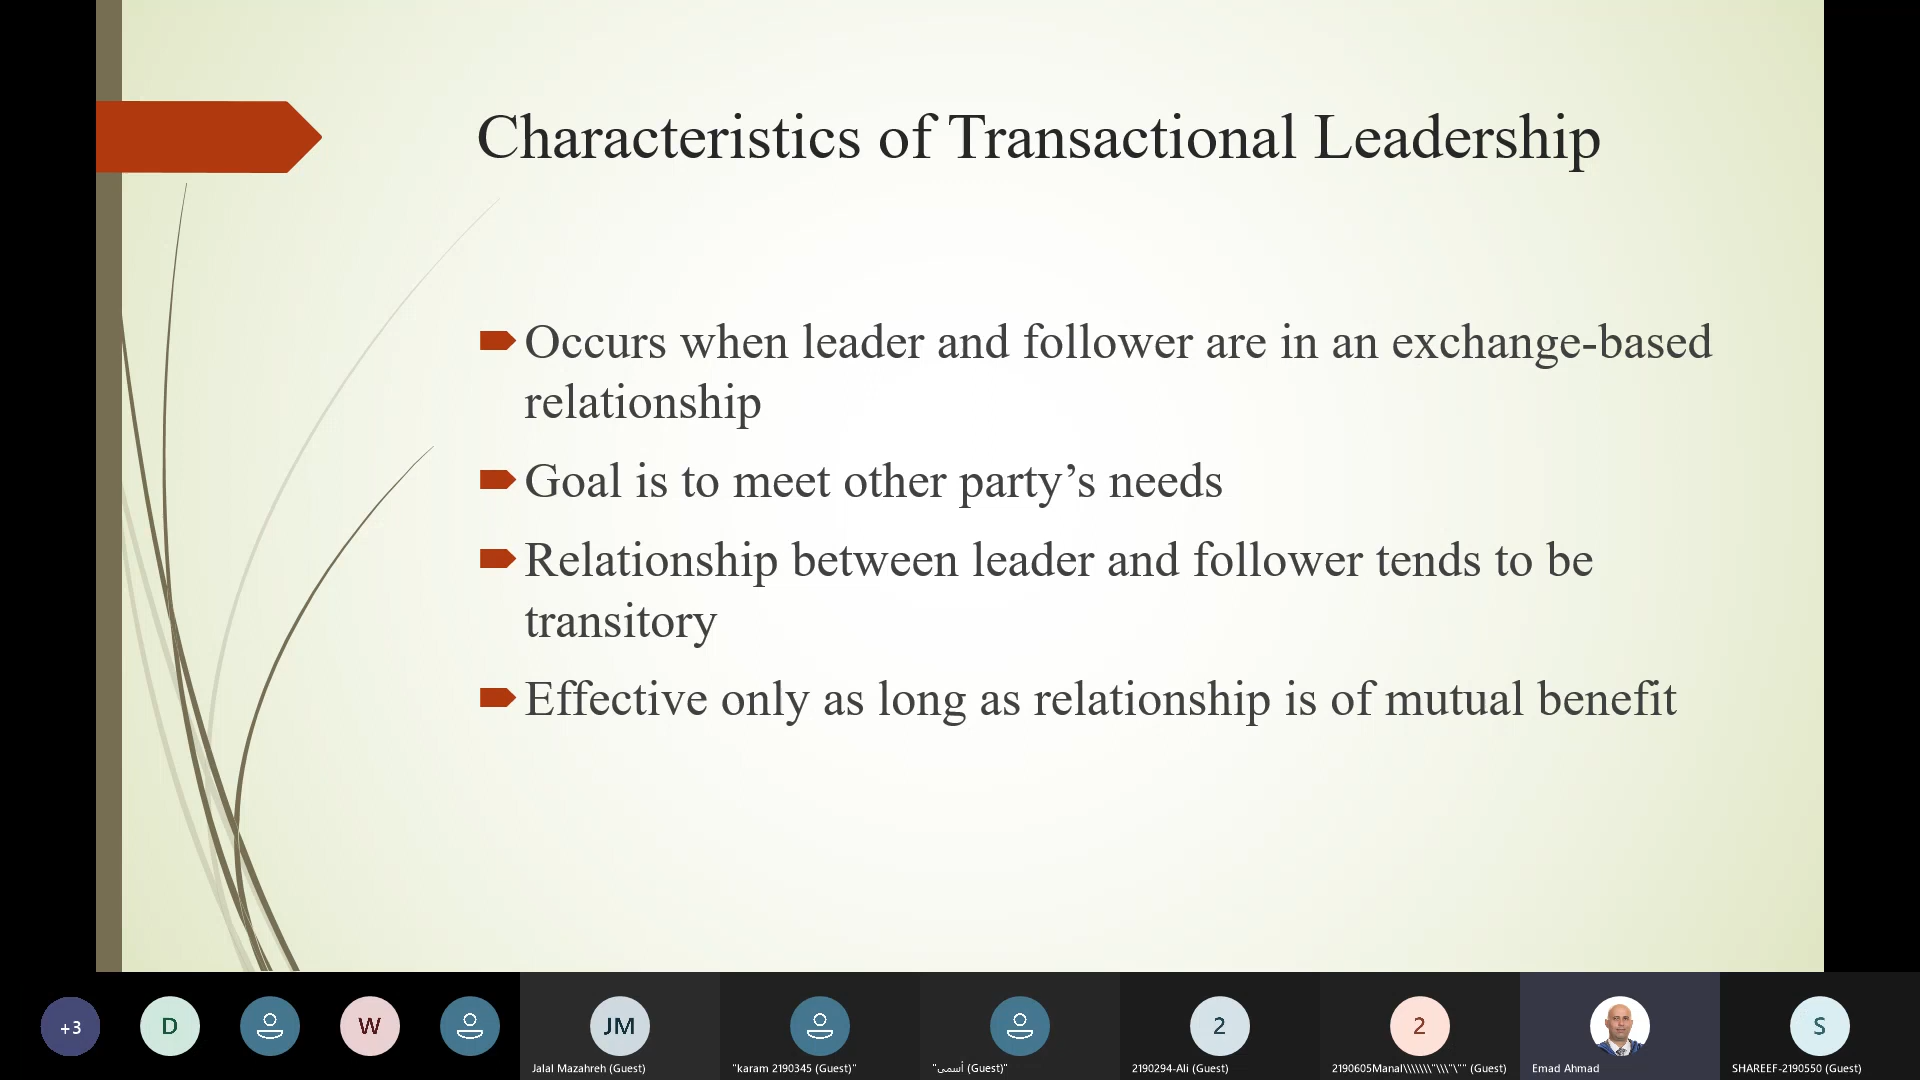 Characteristics of Transactional Leadership
Occurs when leader and follower are in an exchange-based
relationship
Goal is to meet other party’s needs
Relationship between leader and follower tends to be
transitory
Effective only as long as relationship is of mutual benefit
+3
D
W
JM
2
2
S
Jalal Mazahreh (Guest)
"karam 2190345 (Guest)"
"أسمى (Guest)"
2190294-Ali (Guest)
2190605Manal\\\\\\\"\\\"\"" (Guest)
Emad Ahmad
SHAREEF-2190550 (Guest)